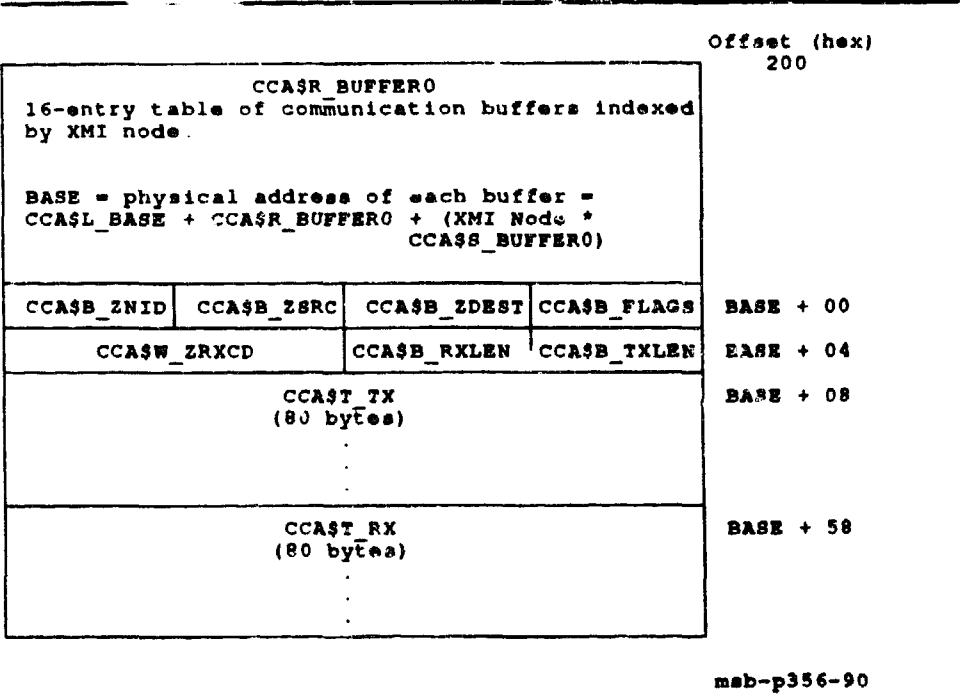 Offset (hex)
200
CCA$R_BUFFER0
16-entry table of communication buffers indexed
by XMI node.
BASE = physical address of each buffer =
CCA$L_BASE + CCA$R_BUFFER0 + (XMI Node *
CCA$S_BUFFER0)
CCA$B_ZNID CCA$B_ZSRC CCA$B_ZDEST CCA$B_FLAGS BASE + 00
CCA$W_ZRXCD CCA$B_RXLEN CCA$B_TXLEN BASE + 04
CCA$T_TX BASE + 08
(80 bytes)
.
.
.
CCA$T_RX BASE + 58
(80 bytes)
.
.
.
msb-p356-90